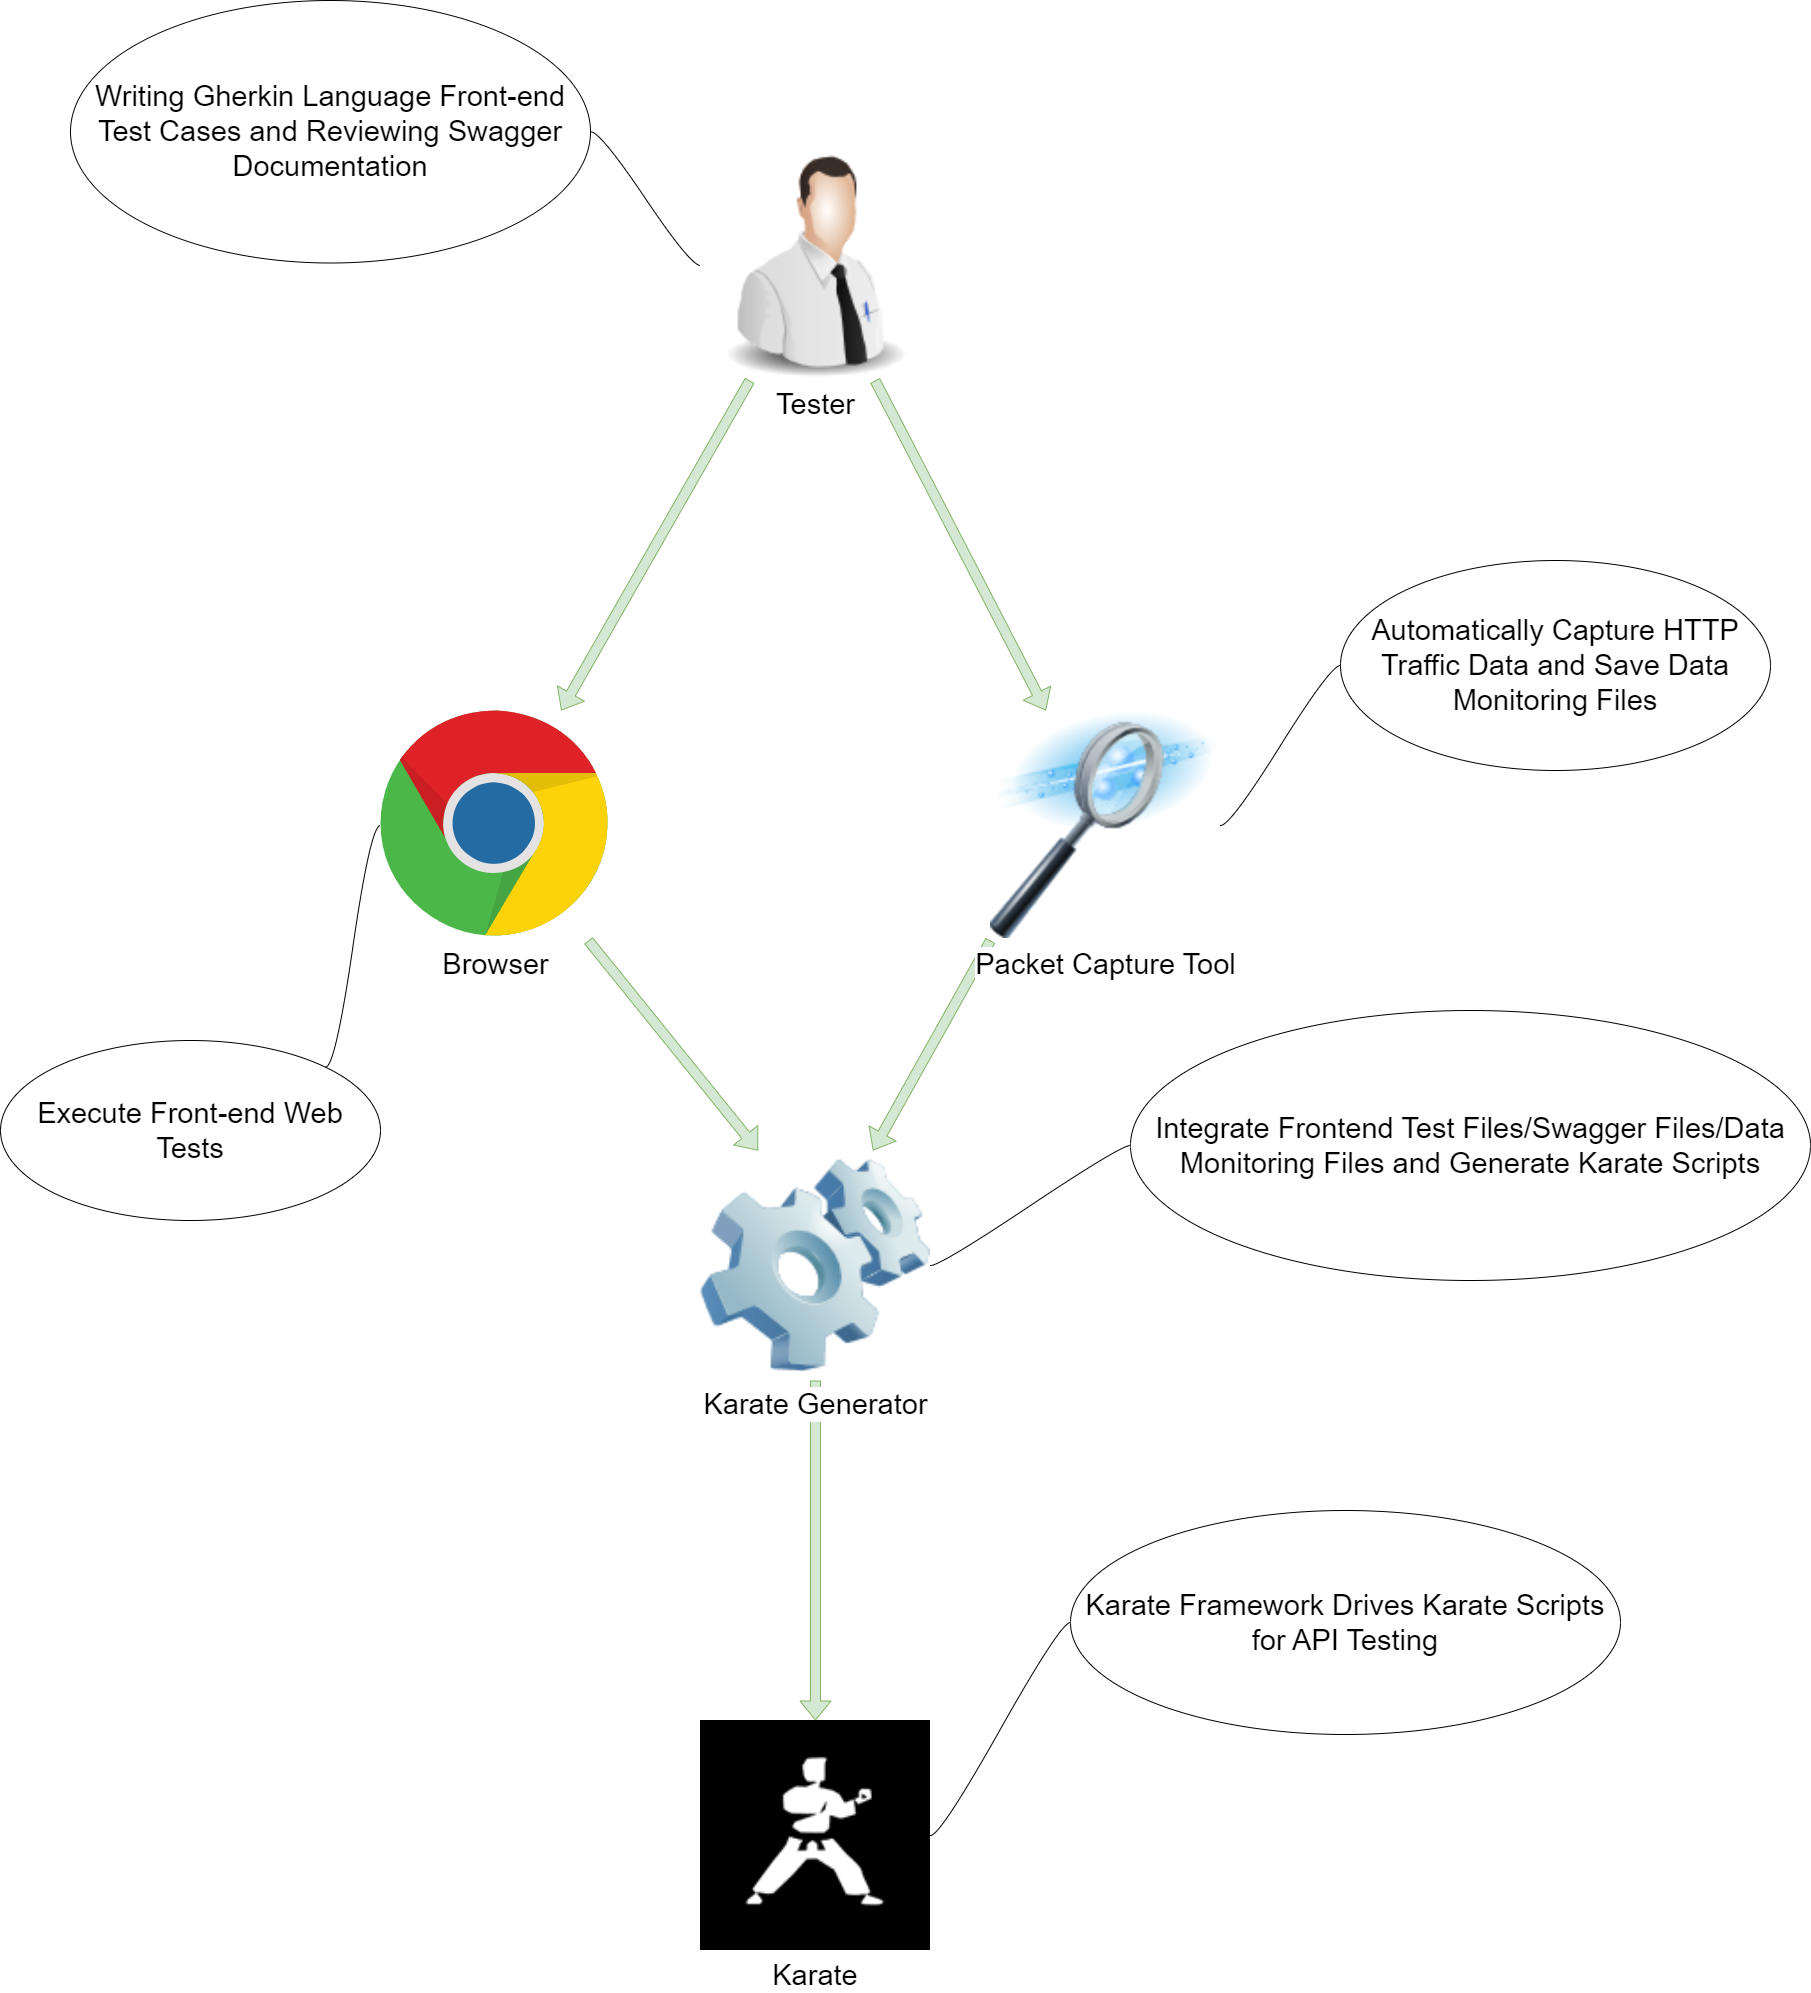 Writing Gherkin Language Front-end
Test Cases and Reviewing Swagger
Documentation
Tester
Automatically Capture HTTP
Traffic Data and Save Data
Monitoring Files
Browser
Packet Capture Tool
Execute Front-end Web
Tests
Integrate Frontend Test Files/Swagger Files/Data
Monitoring Files and Generate Karate Scripts
Karate Generator
Karate Framework Drives Karate Scripts
for API Testing
Karate